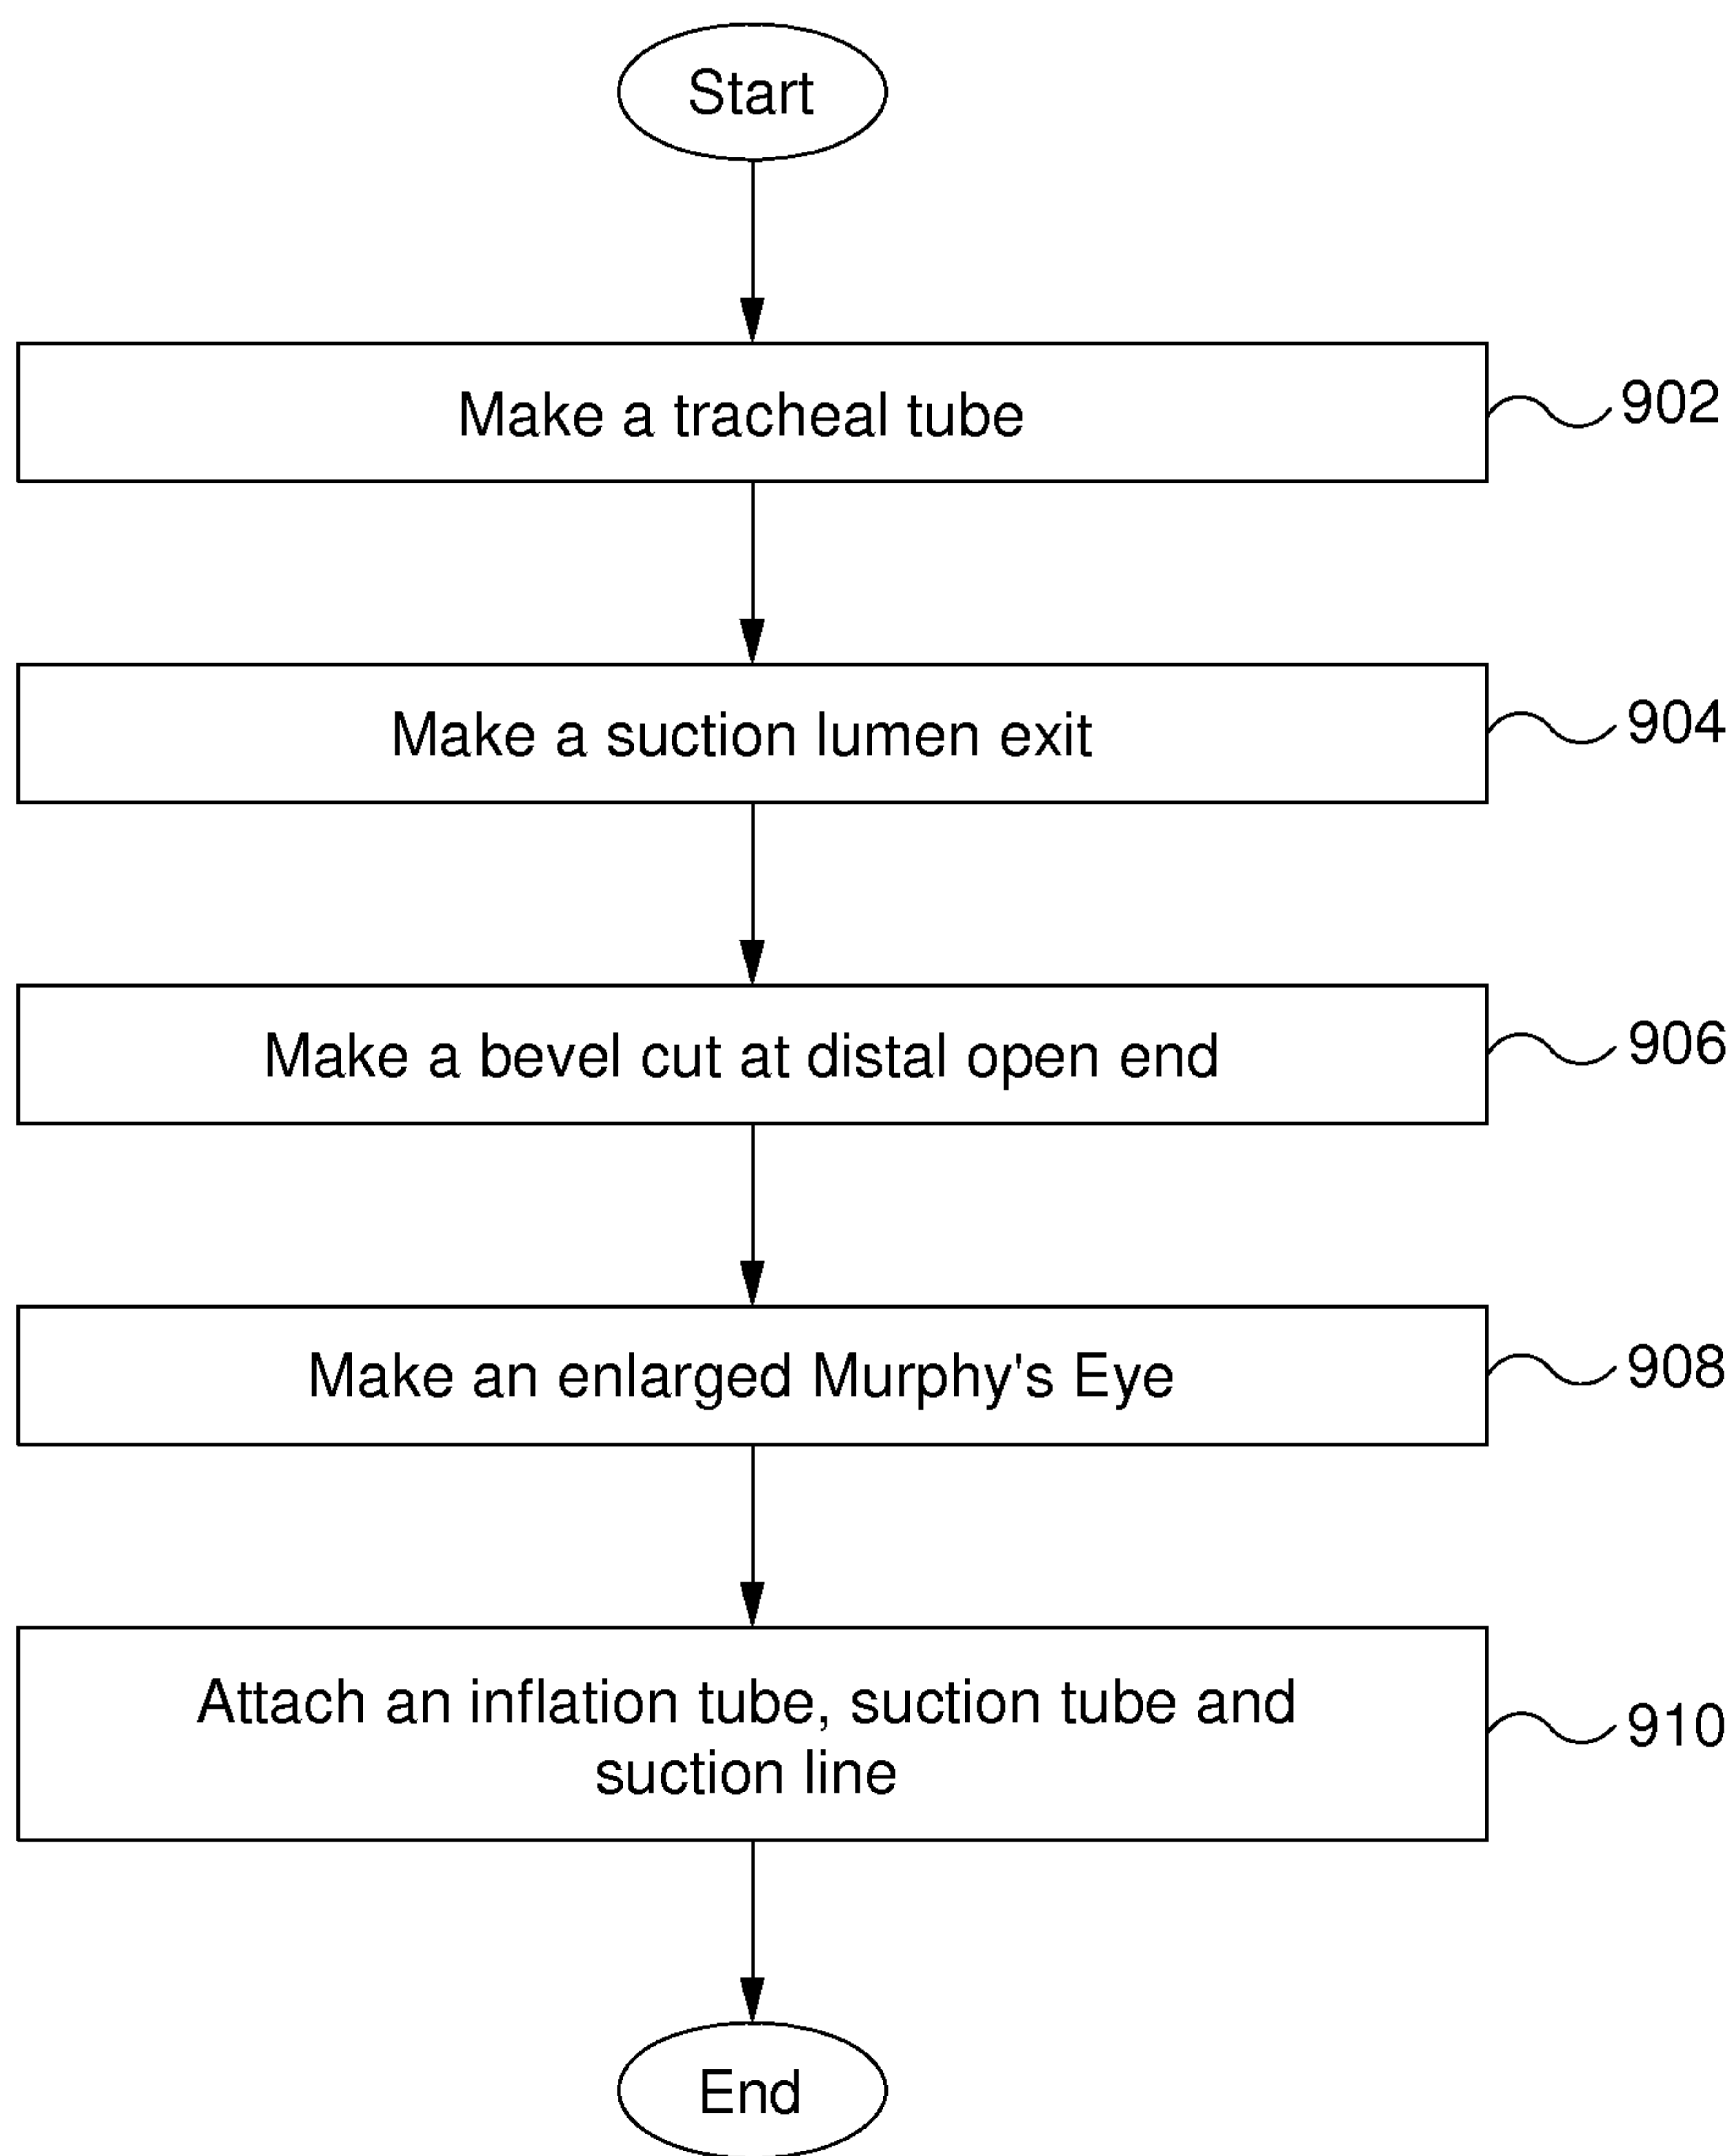 Start
Make a tracheal tube
902
Make a suction lumen exit
904
Make a bevel cut at distal open end
906
Make an enlarged Murphy's Eye
908
Attach an inflation tube, suction tube and
suction line
910
End